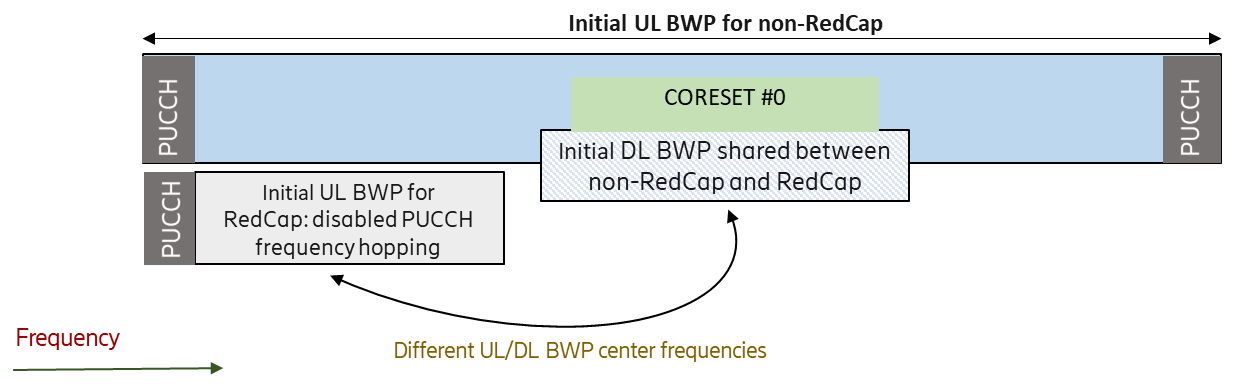 Initial UL BWP for non-RedCap
PUCCH
CORESET #0
PUCCH
Initial DL BWP shared between
non-RedCap and RedCap
PUCCH
Initial UL BWP for
RedCap: disabled PUCCH
frequency hopping
Frequency
Different UL/DL BWP center frequencies